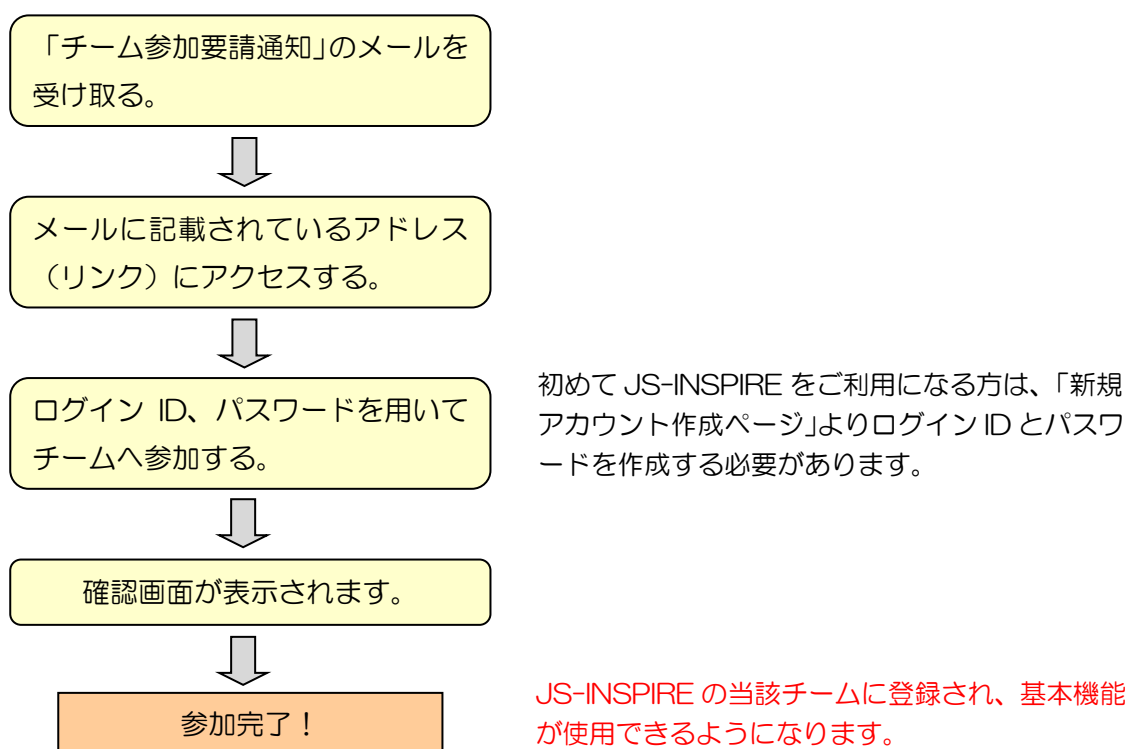 「チーム参加要請通知」のメールを
受け取る。
メールに記載されているアドレス
（リンク）にアクセスする。
ログイン ID、パスワードを用いて
チームへ参加する。
初めて JS-INSPIRE をご利用になる方は、「新規
アカウント作成ページ」よりログイン ID とパスワ
ードを作成する必要があります。
確認画面が表示されます。
参加完了！
JS-INSPIRE の当該チームに登録され、基本機能
が使用できるようになります。